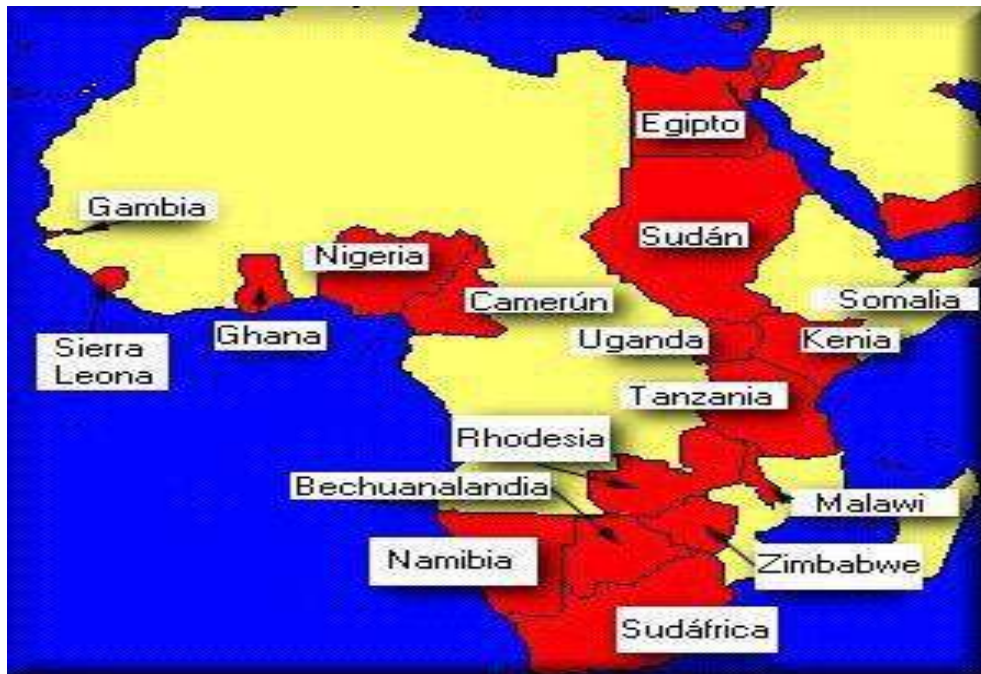 Egipto
Gambia
Sudán
Nigeria
Camerún
Somalia
Ghana
Uganda
Kenia
Sierra
Leona
Tanzania
Rhodesia
Bechuanalandia
Malawi
Namibia
Zimbabwe
Sudáfrica